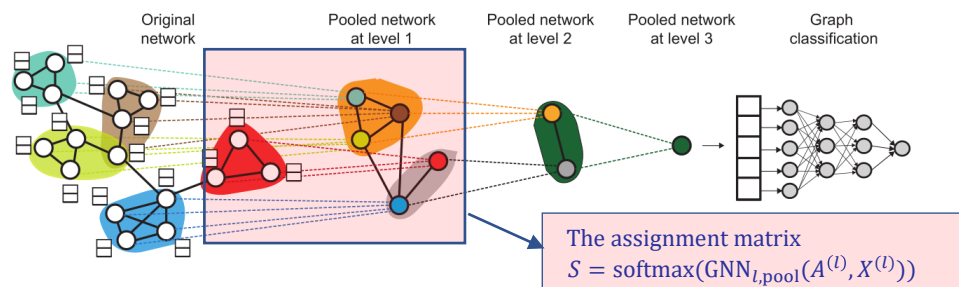 Original
network
Pooled network
at level 1
Pooled network
at level 2
Pooled network
at level 3
Graph
classification
The assignment matrix
𝑆 = softmax(GNN_{𝑙,pool}(𝐴^{(𝑙)}, 𝑋^{(𝑙)}))